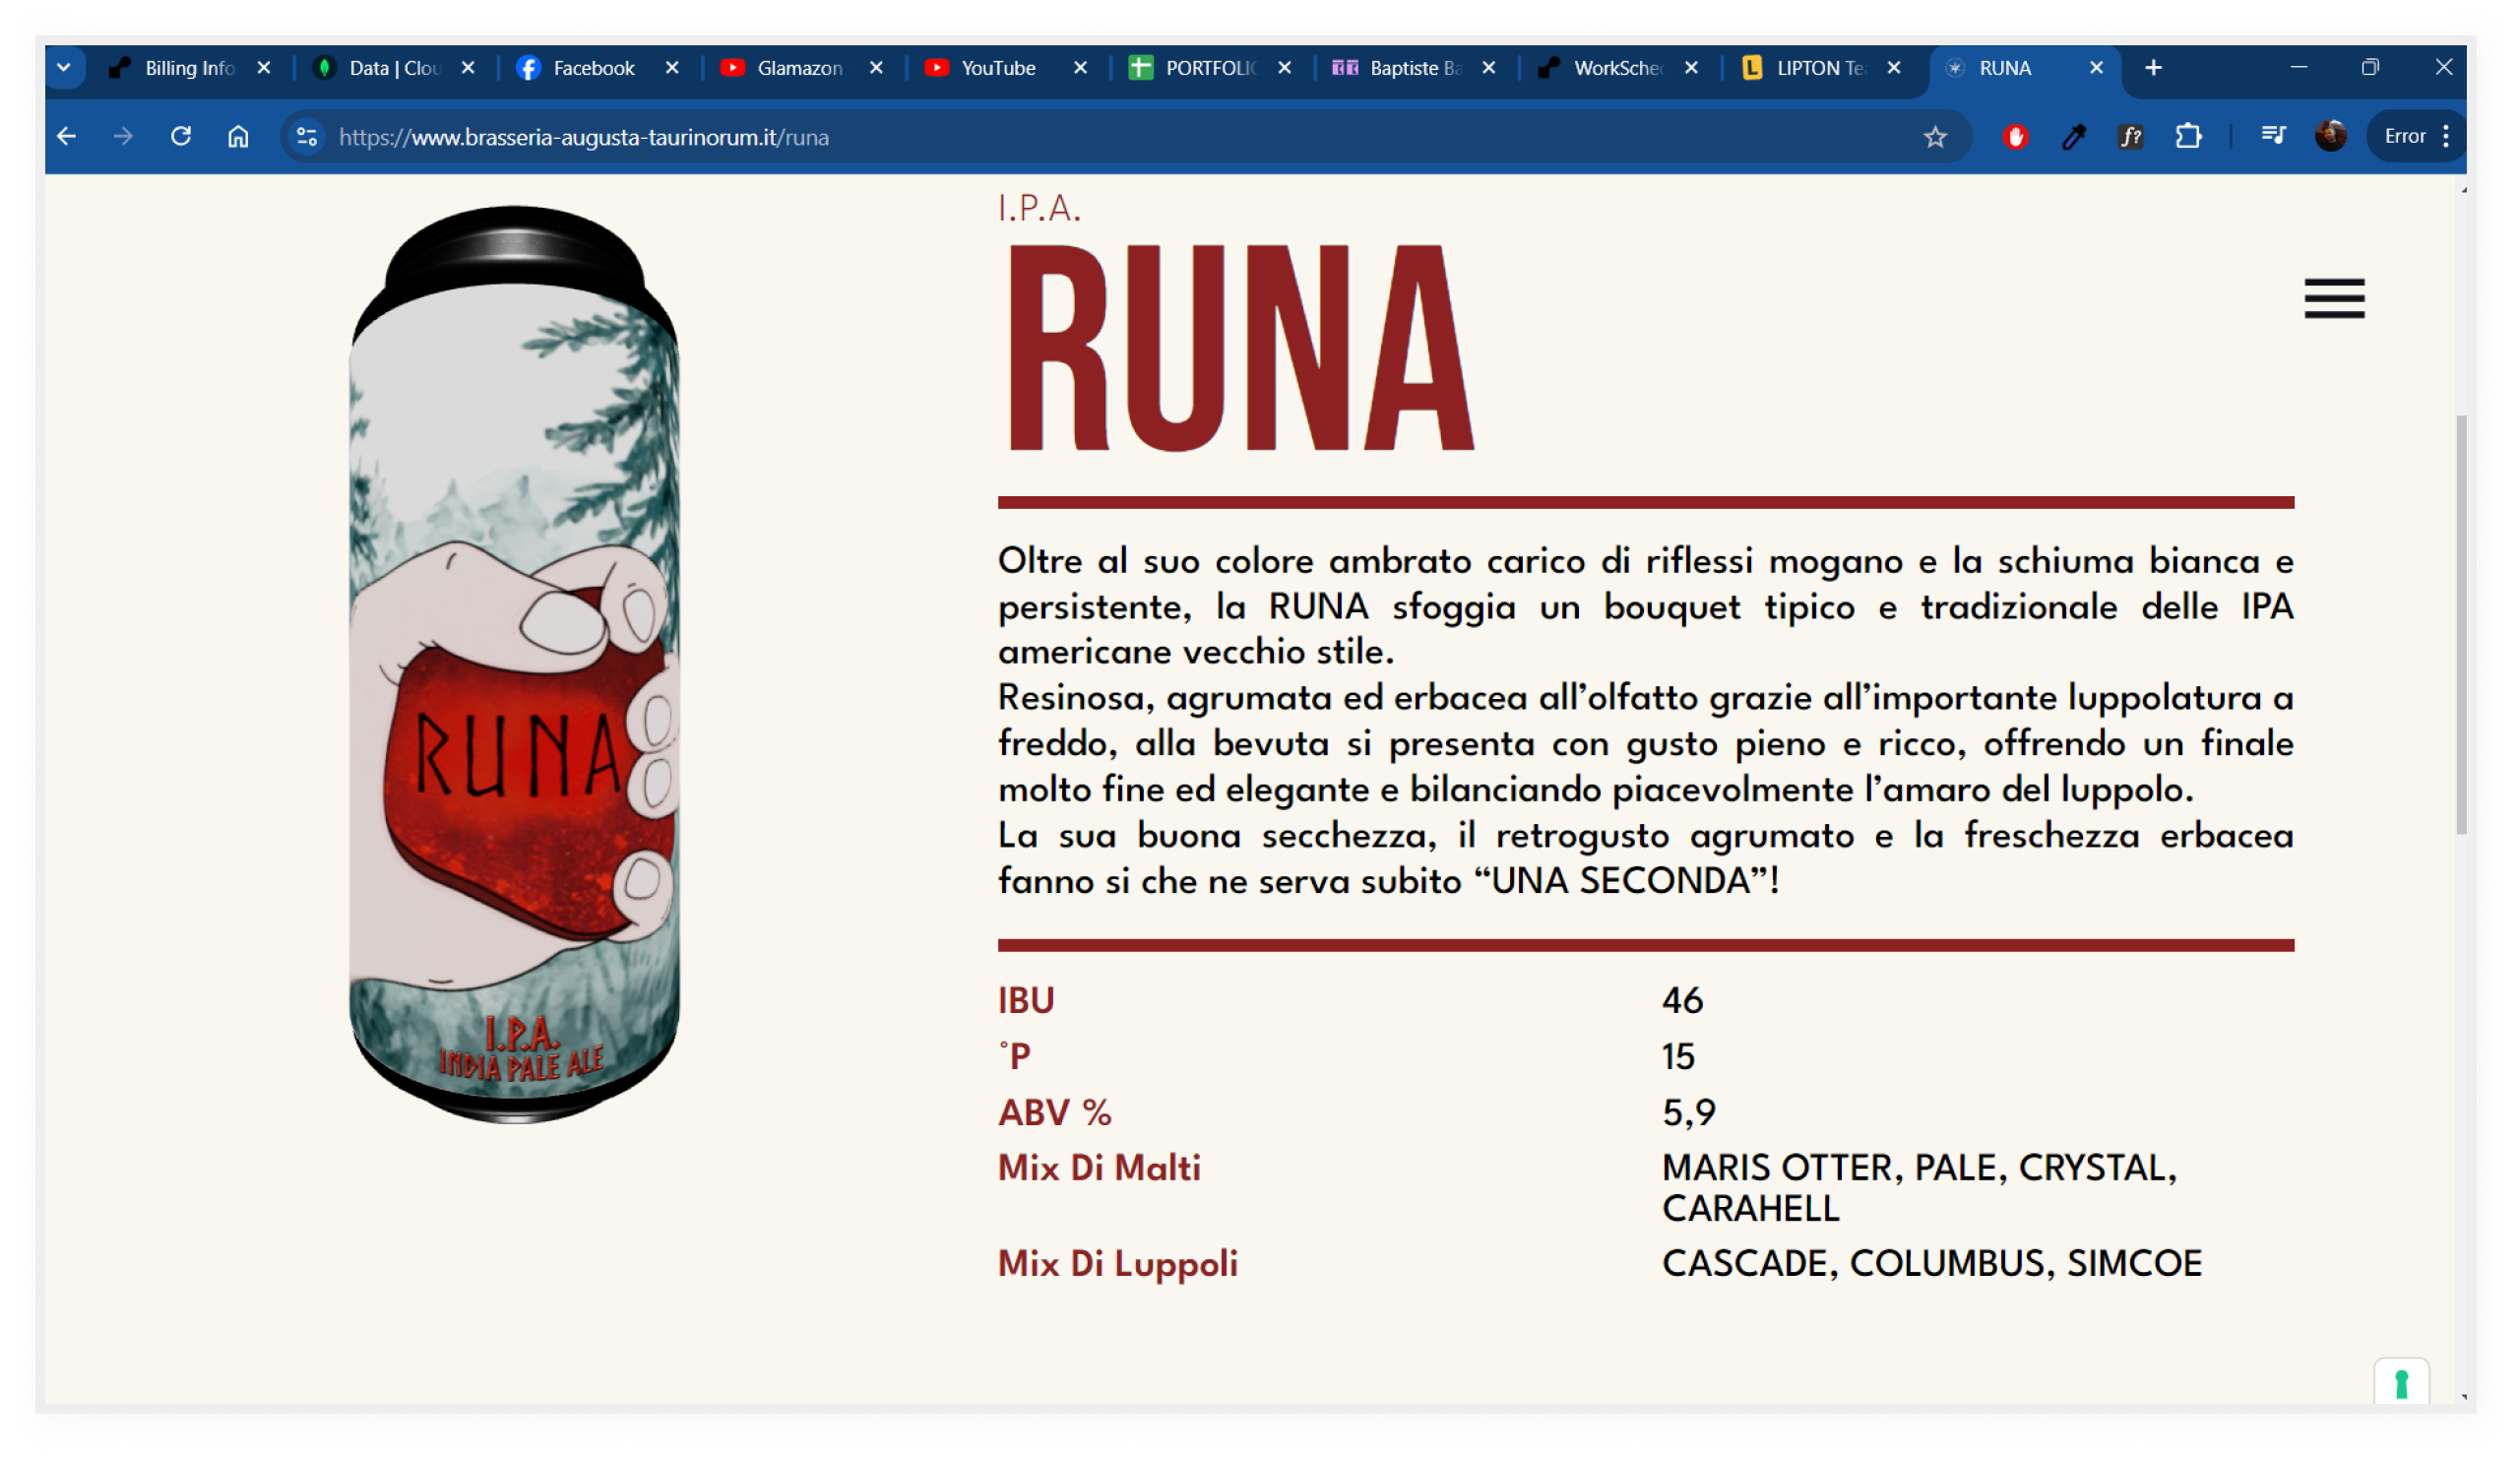 Billing Info
Data | Clou
Facebook
Glamazon
YouTube
PORTFOLIO
Baptiste Ba
WorkSche
LIPTON Te
RUNA
https://www.brasseria-augusta-taurinorum.it/runa
f?
Error
I.P.A.
RUNA
Oltre al suo colore ambrato carico di riflessi mogano e la schiuma bianca e
persistente, la RUNA sfoggia un bouquet tipico e tradizionale delle IPA
americane vecchio stile.
Resinosa, agrumata ed erbacea all’olfatto grazie all’importante luppolatura a
freddo, alla bevuta si presenta con gusto pieno e ricco, offrendo un finale
molto fine ed elegante e bilanciando piacevolmente l’amaro del luppolo.
La sua buona secchezza, il retrogusto agrumato e la freschezza erbacea
fanno si che ne serva subito “UNA SECONDA”!
IBU 46
°P 15
ABV % 5,9
Mix Di Malti MARIS OTTER, PALE, CRYSTAL,
CARAHELL
Mix Di Luppoli CASCADE, COLUMBUS, SIMCOE
RUNA
I.P.A.
INDIA PALE ALE